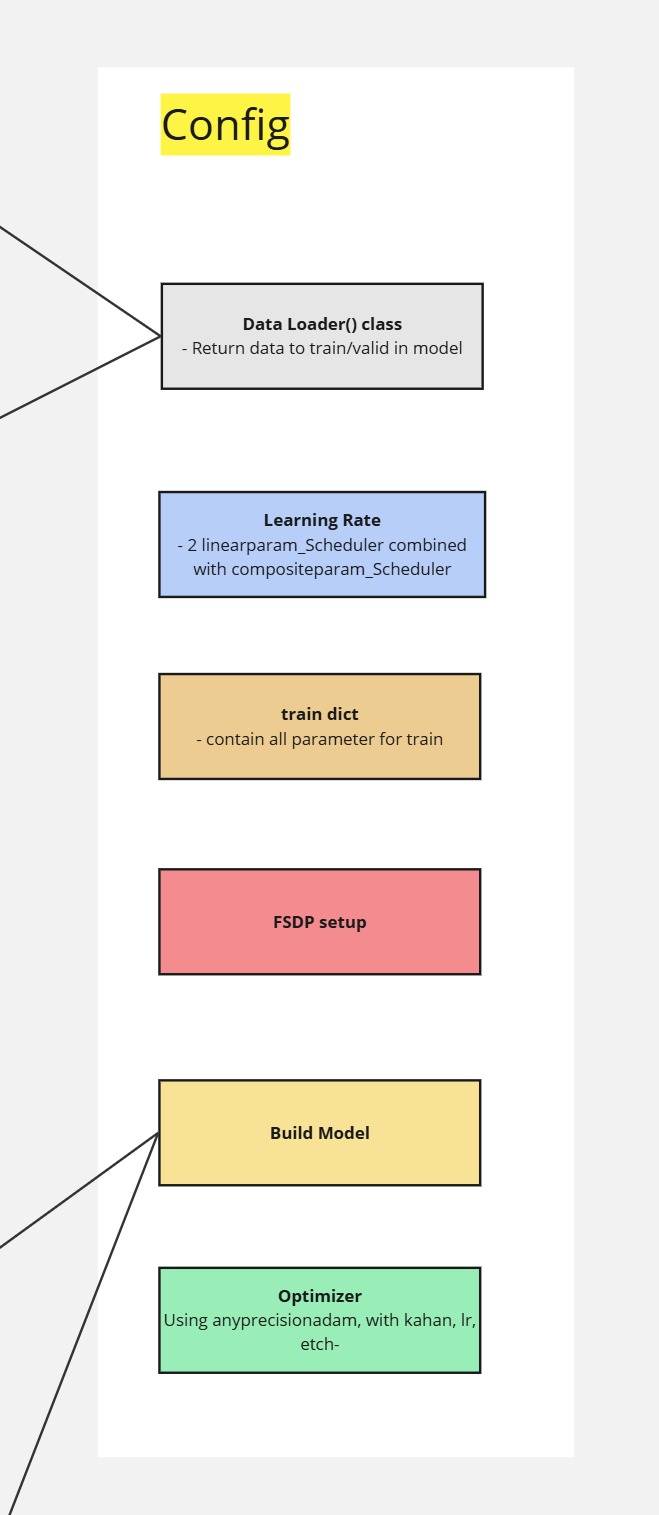 Config
Data Loader() class
- Return data to train/valid in model
Learning Rate
- 2 linearparam_Scheduler combined
with compositeparam_Scheduler
train dict
- contain all parameter for train
FSDP setup
Build Model
Optimizer
Using anyprecisionadam, with kahan, lr,
etch-